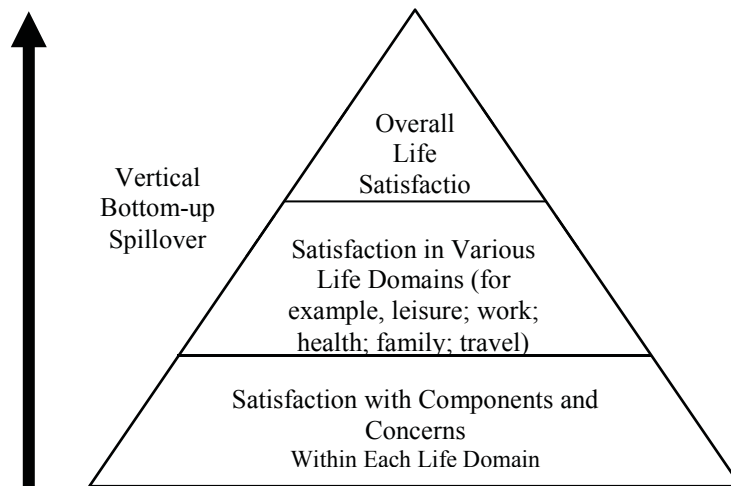 Vertical
Bottom-up
Spillover
Overall
Life
Satisfactio
Satisfaction in Various
Life Domains (for
example, leisure; work;
health; family; travel)
Satisfaction with Components and
Concerns
Within Each Life Domain